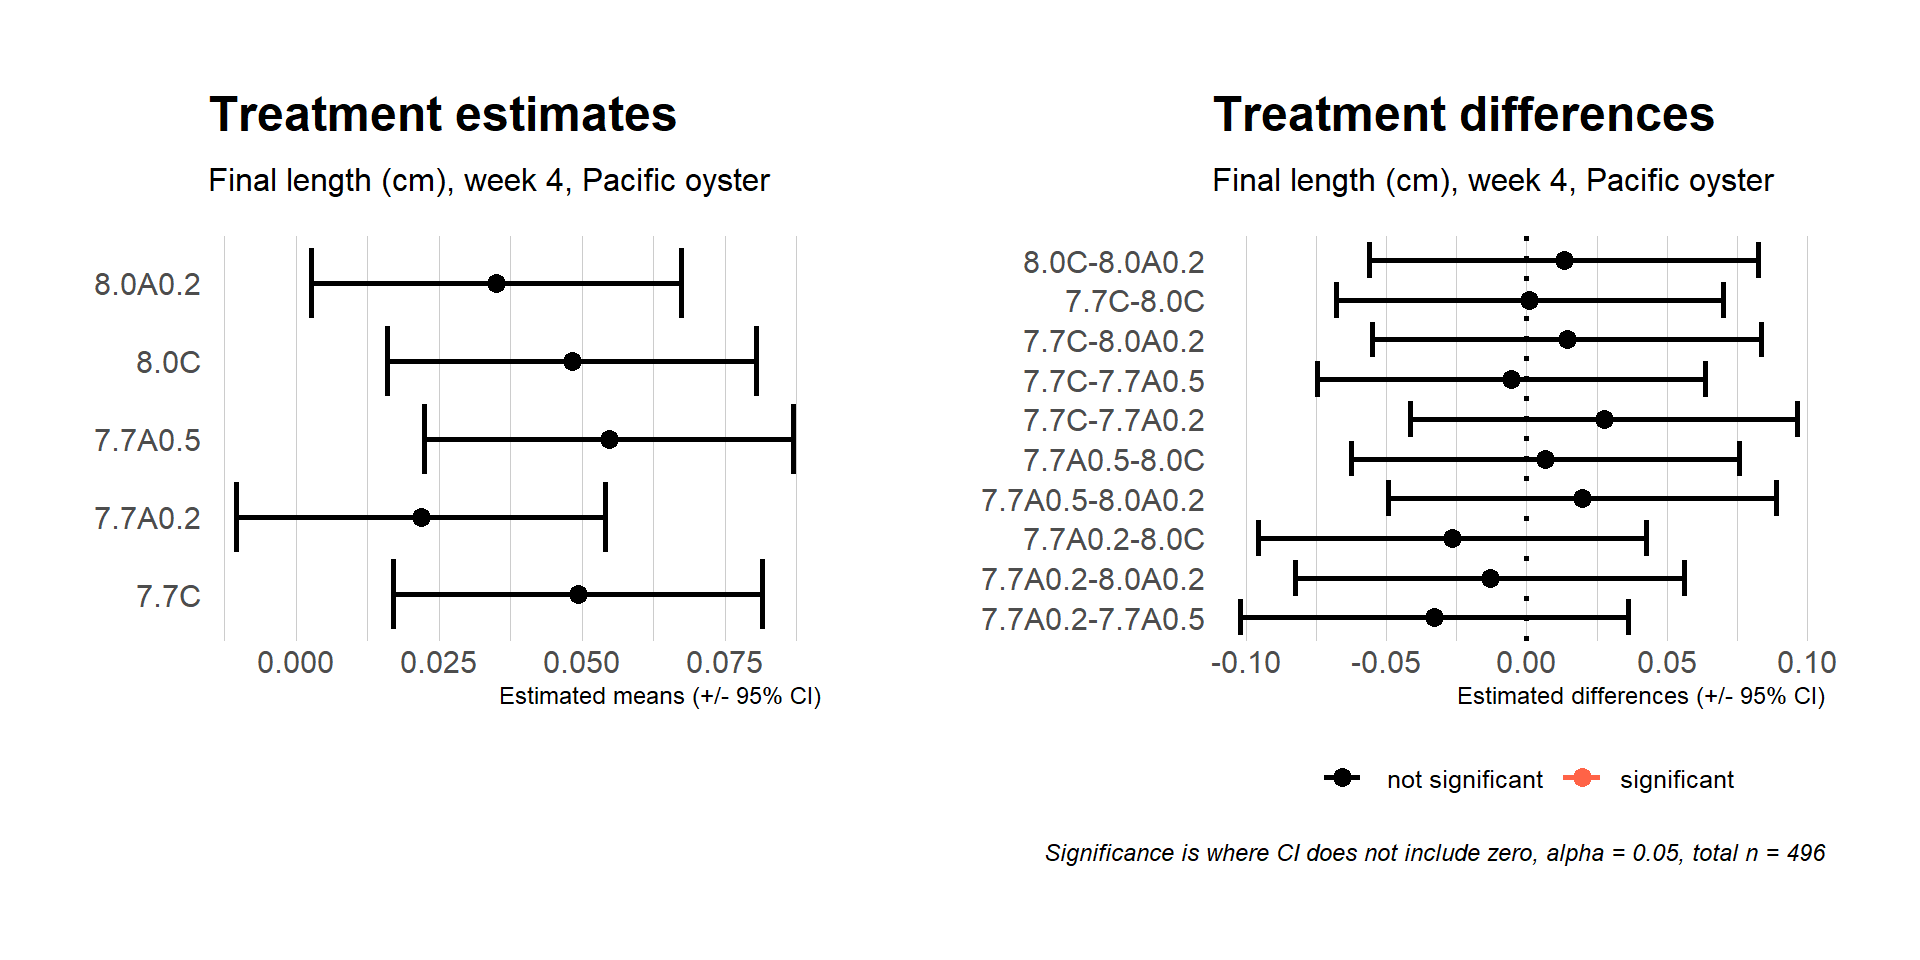 Treatment estimates
Final length (cm), week 4, Pacific oyster
8.0A0.2
8.0C
7.7A0.5
7.7A0.2
7.7C
0.000 0.025 0.050 0.075
Estimated means (+/- 95% CI)
Treatment differences
Final length (cm), week 4, Pacific oyster
8.0C-8.0A0.2
7.7C-8.0C
7.7C-8.0A0.2
7.7C-7.7A0.5
7.7C-7.7A0.2
7.7A0.5-8.0C
7.7A0.5-8.0A0.2
7.7A0.2-8.0C
7.7A0.2-8.0A0.2
7.7A0.2-7.7A0.5
-0.10 -0.05 0.00 0.05 0.10
Estimated differences (+/- 95% CI)
not significant significant
Significance is where CI does not include zero, alpha = 0.05, total n = 496